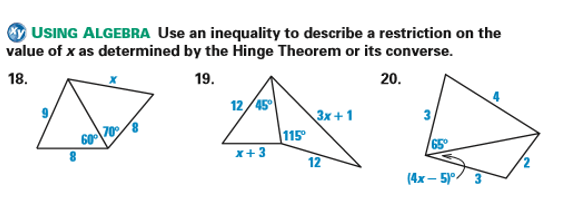 xy USING ALGEBRA Use an inequality to describe a restriction on the
value of x as determined by the Hinge Theorem or its converse.
18.
x
9
60°
70°
8
8
19.
12
45°
3x + 1
115°
x + 3
12
20.
4
3
65°
2
(4x – 5)°
3